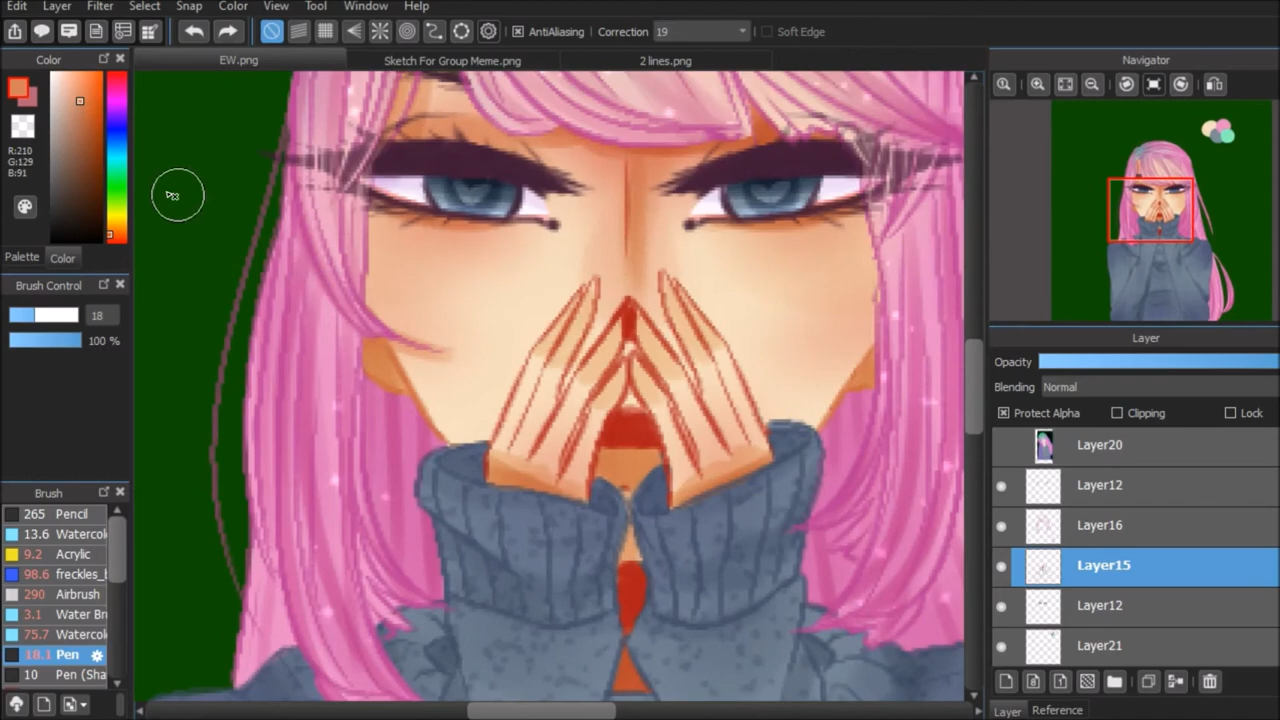 Edit Layer Filter Select Snap Color View Tool Window Help
AntiAliasing Correction 19 Soft Edge
Color
EW.png
Sketch For Group Meme.png
2 lines.png
Navigator
R:210
G:129
B:91
Palette Color
Brush Control
18
100 %
Brush
265 Pencil
13.6 Watercol
9.2 Acrylic
98.6 freckles_b
290 Airbrush
3.1 Water Bru
75.7 Watercol
18.1 Pen
10 Pen (Sha
Layer
Opacity
Blending Normal
Protect Alpha Clipping Lock
Layer20
Layer12
Layer16
Layer15
Layer12
Layer21
Layer Reference